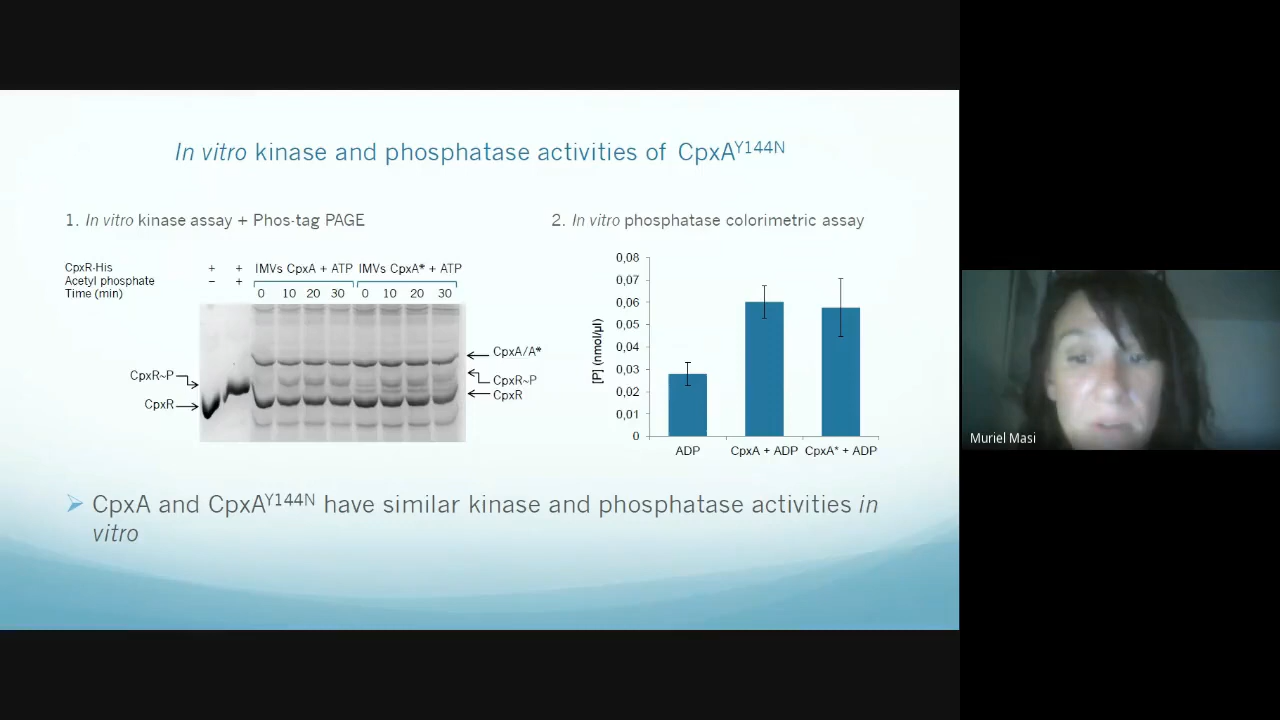 In vitro kinase and phosphatase activities of CpxAY144N
1. In vitro kinase assay + Phos-tag PAGE
2. In vitro phosphatase colorimetric assay
CpxR-His + + IMVs CpxA + ATP IMVs CpxA* + ATP
Acetyl phosphate − +
Time (min) 0 10 20 30 0 10 20 30
CpxR~P
CpxR
CpxA/A*
CpxR~P
CpxR
[P] (nmol/µl)
0,08
0,07
0,06
0,05
0,04
0,03
0,02
0,01
0
ADP CpxA + ADP CpxA* + ADP
CpxA and CpxAY144N have similar kinase and phosphatase activities in
vitro
Muriel Masi